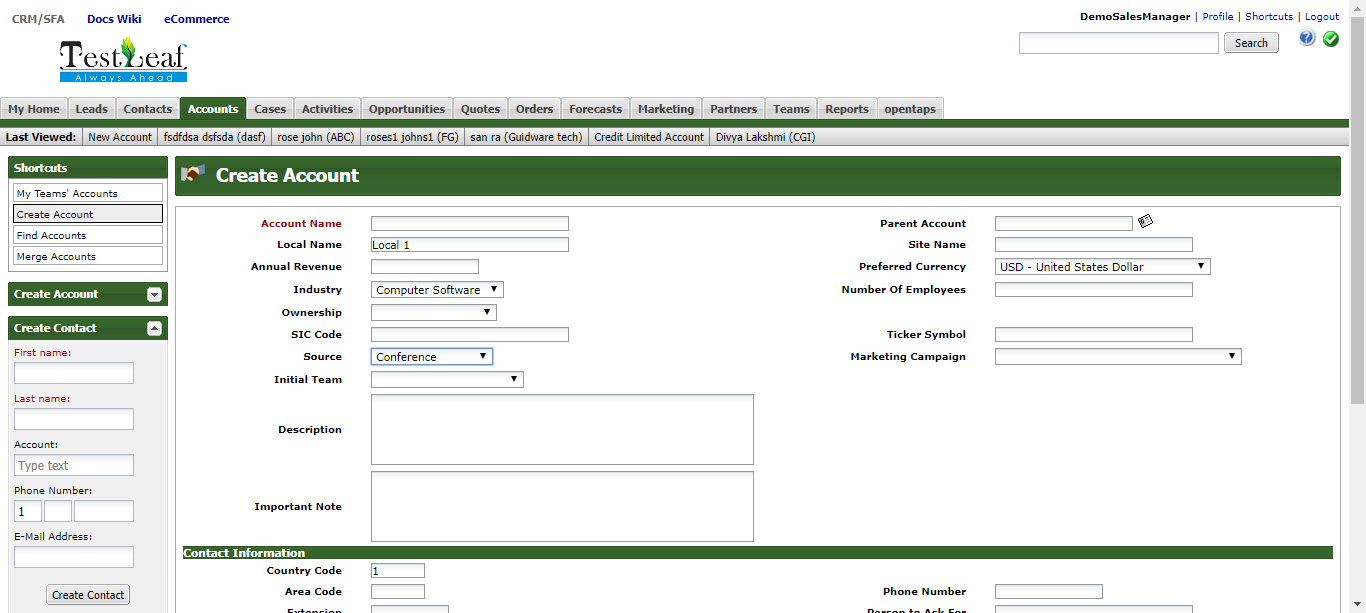 CRM/SFA Docs Wiki eCommerce
DemoSalesManager | Profile | Shortcuts | Logout
Search
TestLeaf
Always Ahead
My Home Leads Contacts Accounts Cases Activities Opportunities Quotes Orders Forecasts Marketing Partners Teams Reports opentaps
Last Viewed: New Account fsdfdsa dsfsda (dasf) rose john (ABC) roses1 johns1 (FG) san ra (Guidware tech) Credit Limited Account Divya Lakshmi (CGI)
Shortcuts
My Teams' Accounts
Create Account
Find Accounts
Merge Accounts
Create Account
Create Contact
First name:
Last name:
Account:
Type text
Phone Number:
1
E-Mail Address:
Create Contact
Create Account
Account Name Parent Account
Local Name Local 1 Site Name
Annual Revenue Preferred Currency USD - United States Dollar
Industry Computer Software Number Of Employees
Ownership
SIC Code Ticker Symbol
Source Conference Marketing Campaign
Initial Team
Description
Important Note
Contact Information
Country Code 1
Area Code Phone Number
Extension Person to Ask For